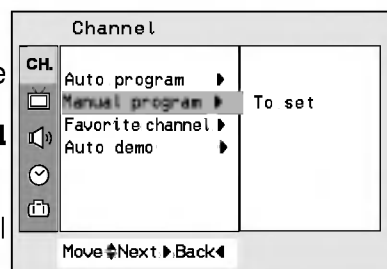 Channel
CH.
Auto program ▶
Manual program ▶ To set
Favorite channel ▶
Auto demo ▶
Move ▲▼ Next ▶ Back ◀
e
l
l